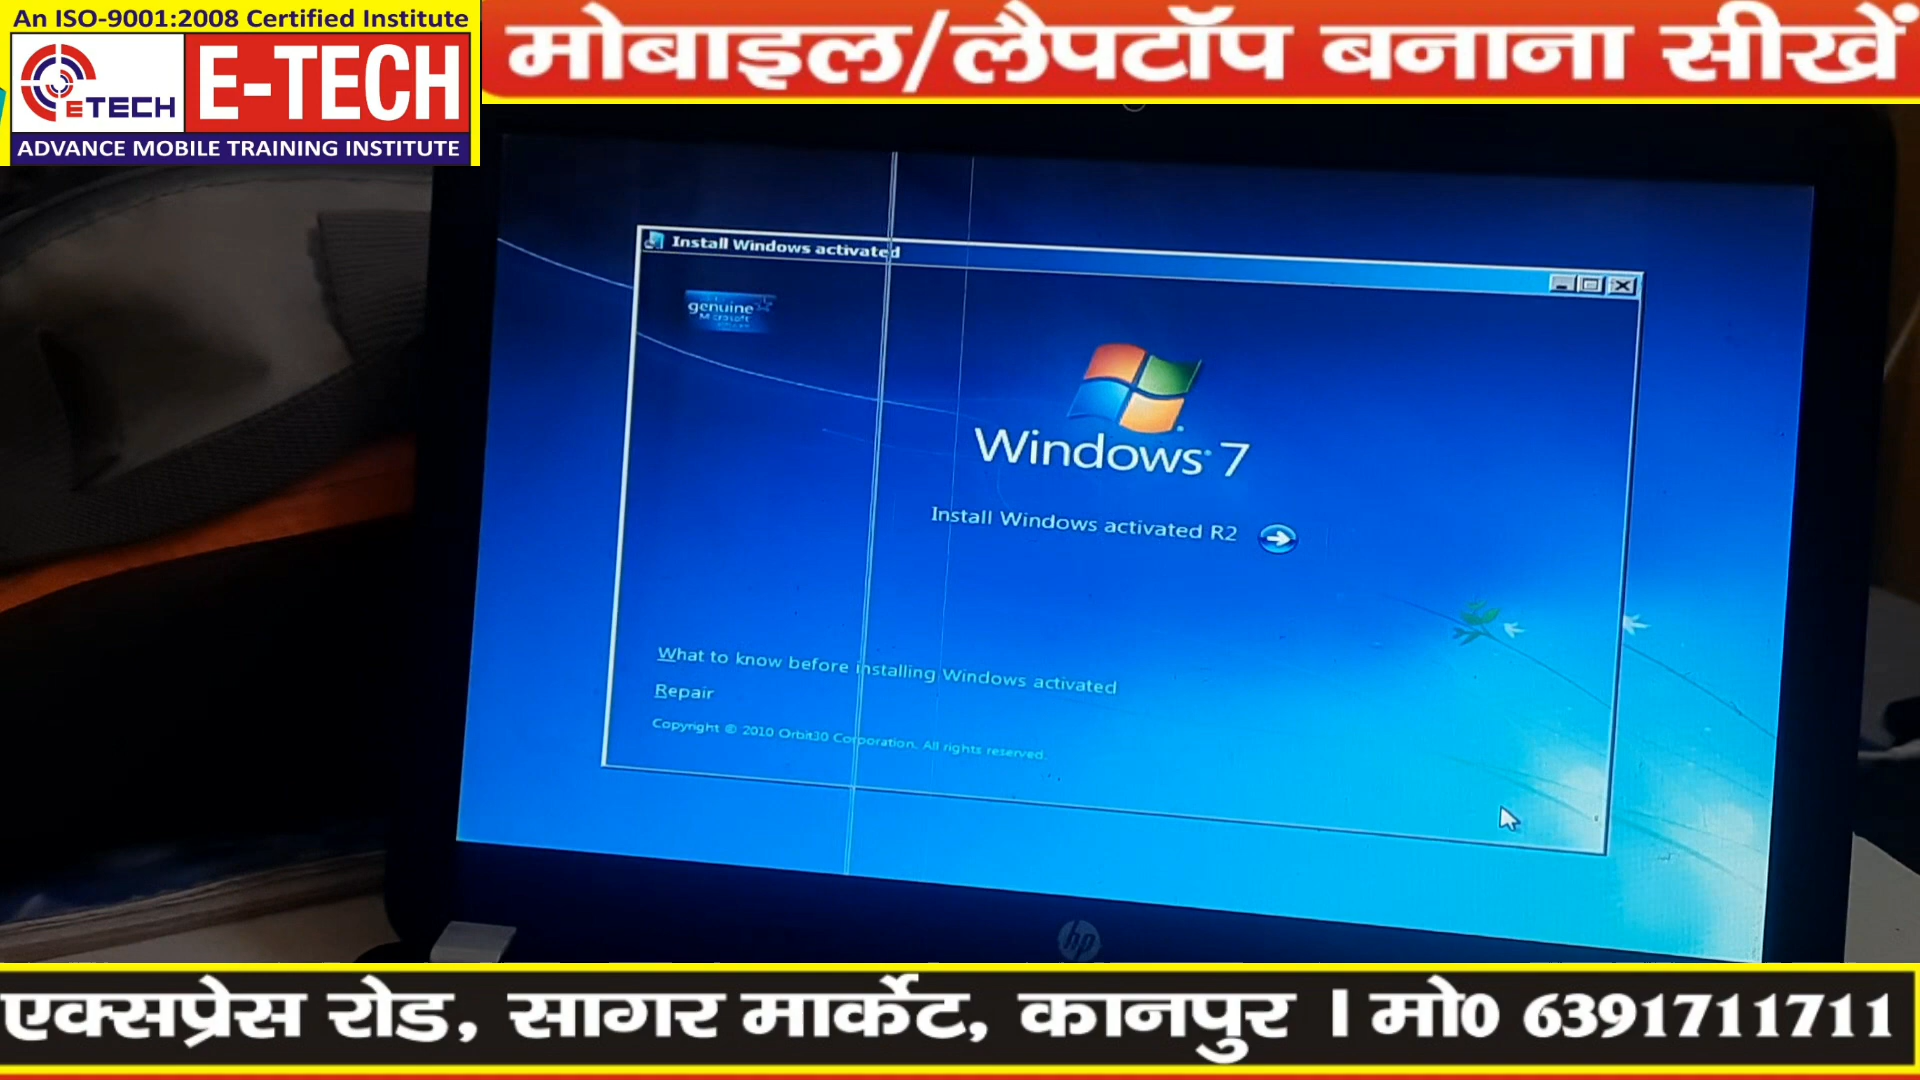 An ISO-9001:2008 Certified Institute
ETECH
E-TECH
ADVANCE MOBILE TRAINING INSTITUTE
मोबाइल/लैपटॉप बनाना सीखें
Install Windows activated
genuine
Microsoft
Windows 7
Install Windows activated R2
What to know before installing Windows activated
Repair
Copyright © 2010 Orbit30 Corporation. All rights reserved.
hp
एक्सप्रेस रोड, सागर मार्केट, कानपुर । मो0 6391711711